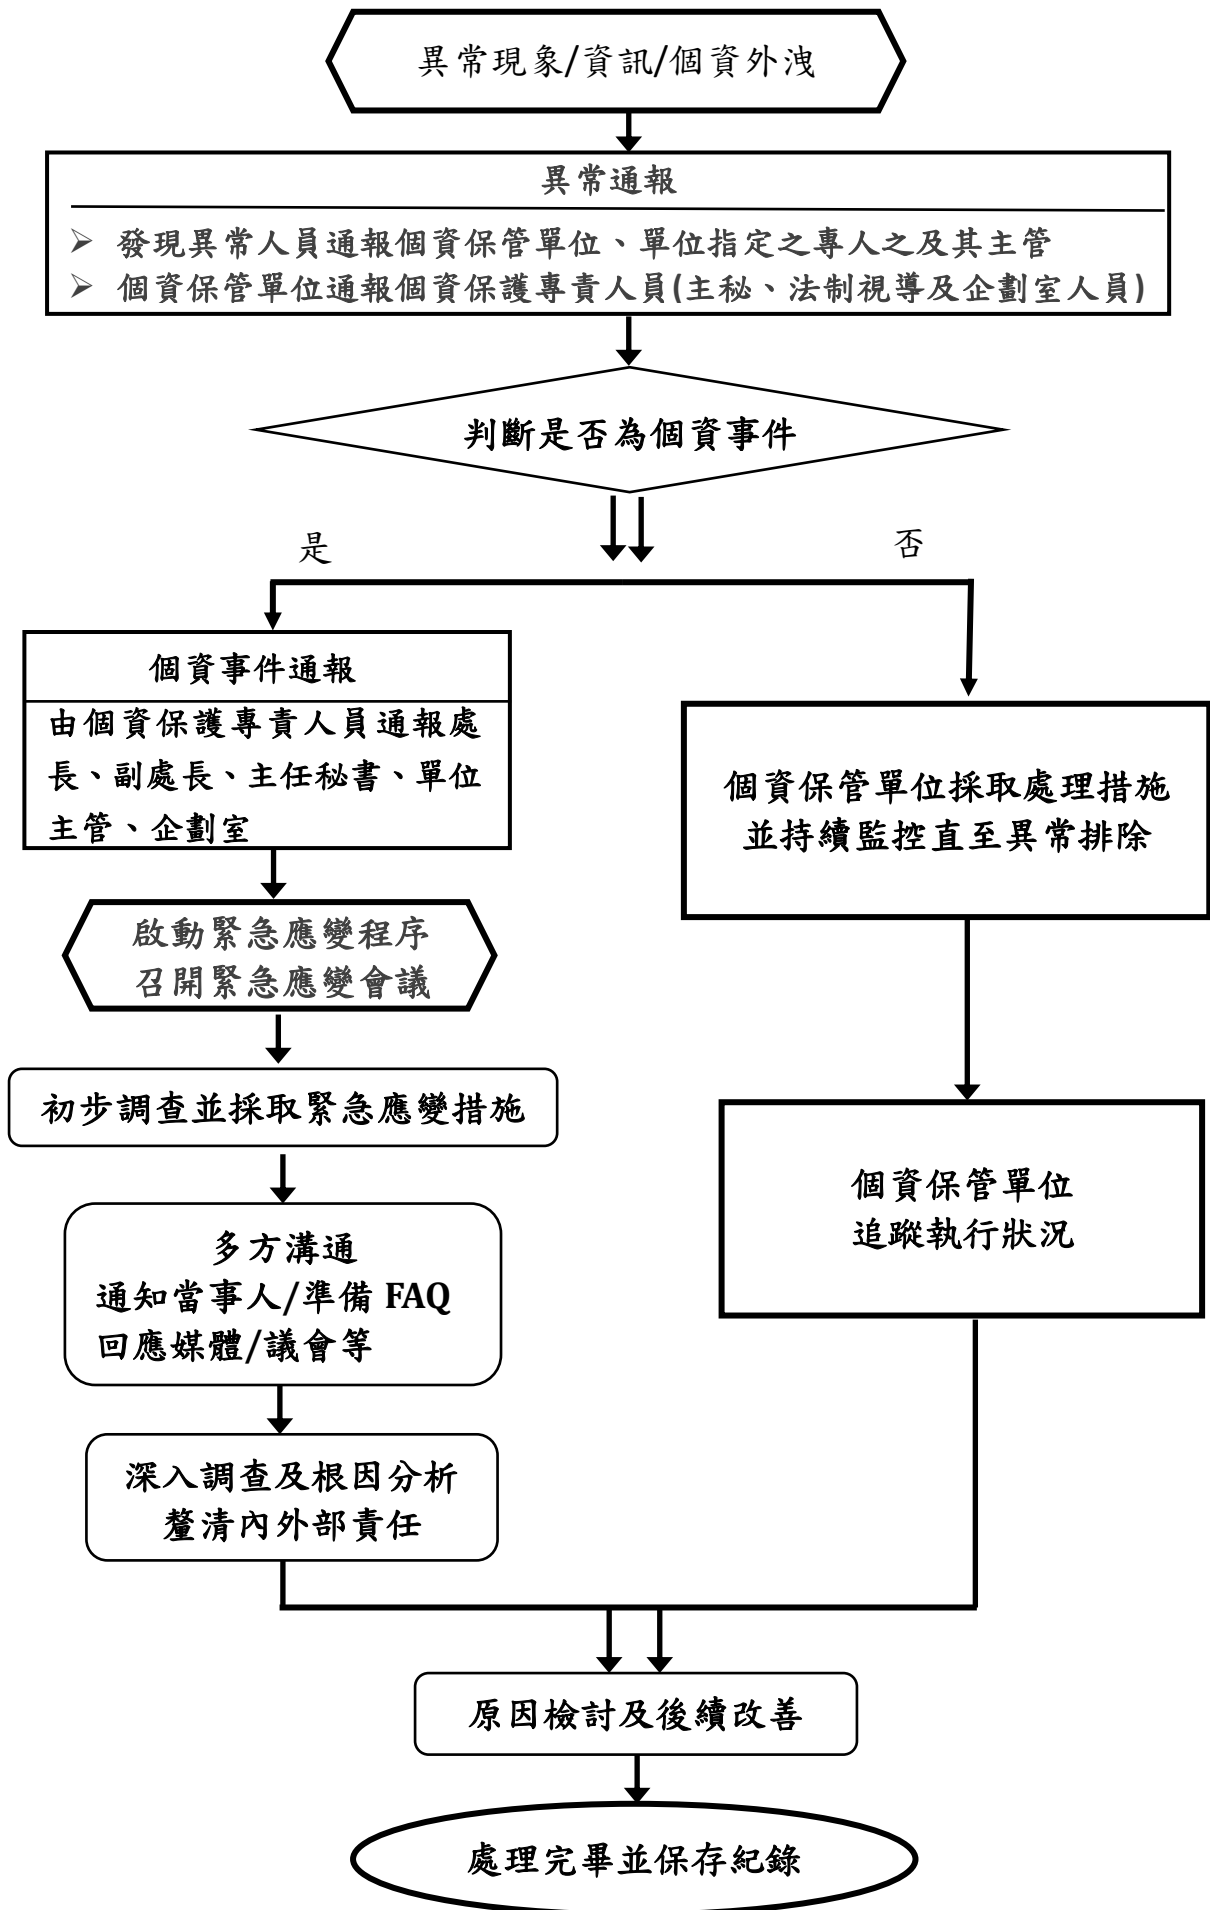 異常現象/資訊/個資外洩
異常通報
➢ 發現異常人員通報個資保管單位、單位指定之專人之及其主管
➢ 個資保管單位通報個資保護專責人員(主秘、法制視導及企劃室人員)
判斷是否為個資事件
是
否
個資事件通報
由個資保護專責人員通報處
長、副處長、主任秘書、單位
主管、企劃室
個資保管單位採取處理措施
並持續監控直至異常排除
啟動緊急應變程序
召開緊急應變會議
初步調查並採取緊急應變措施
個資保管單位
追蹤執行狀況
多方溝通
通知當事人/準備 FAQ
回應媒體/議會等
深入調查及根因分析
釐清內外部責任
原因檢討及後續改善
處理完畢並保存紀錄